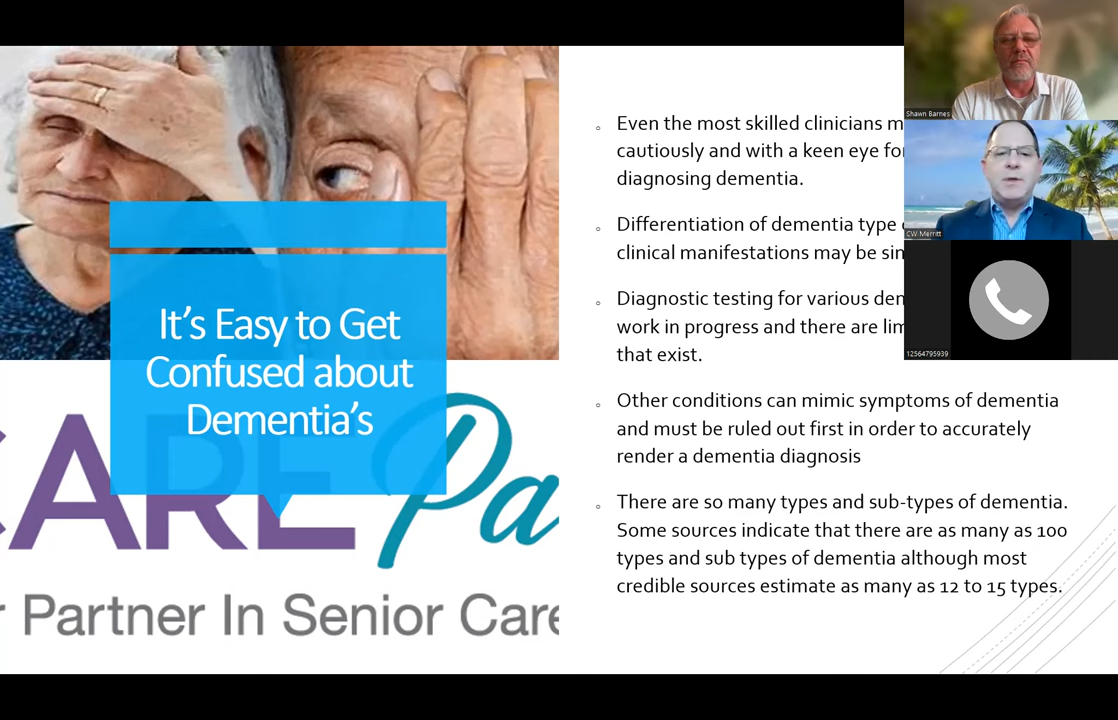 It's Easy to Get
Confused about
Dementia's
CARE Pa
r Partner In Senior Care
Even the most skilled clinicians m
cautiously and with a keen eye for
diagnosing dementia.
Differentiation of dementia type
clinical manifestations may be sim
Diagnostic testing for various dem
work in progress and there are lim
that exist.
Other conditions can mimic symptoms of dementia
and must be ruled out first in order to accurately
render a dementia diagnosis
There are so many types and sub-types of dementia.
Some sources indicate that there are as many as 100
types and sub types of dementia although most
credible sources estimate as many as 12 to 15 types.
Shawn Barnes
CW Merritt
12564795939